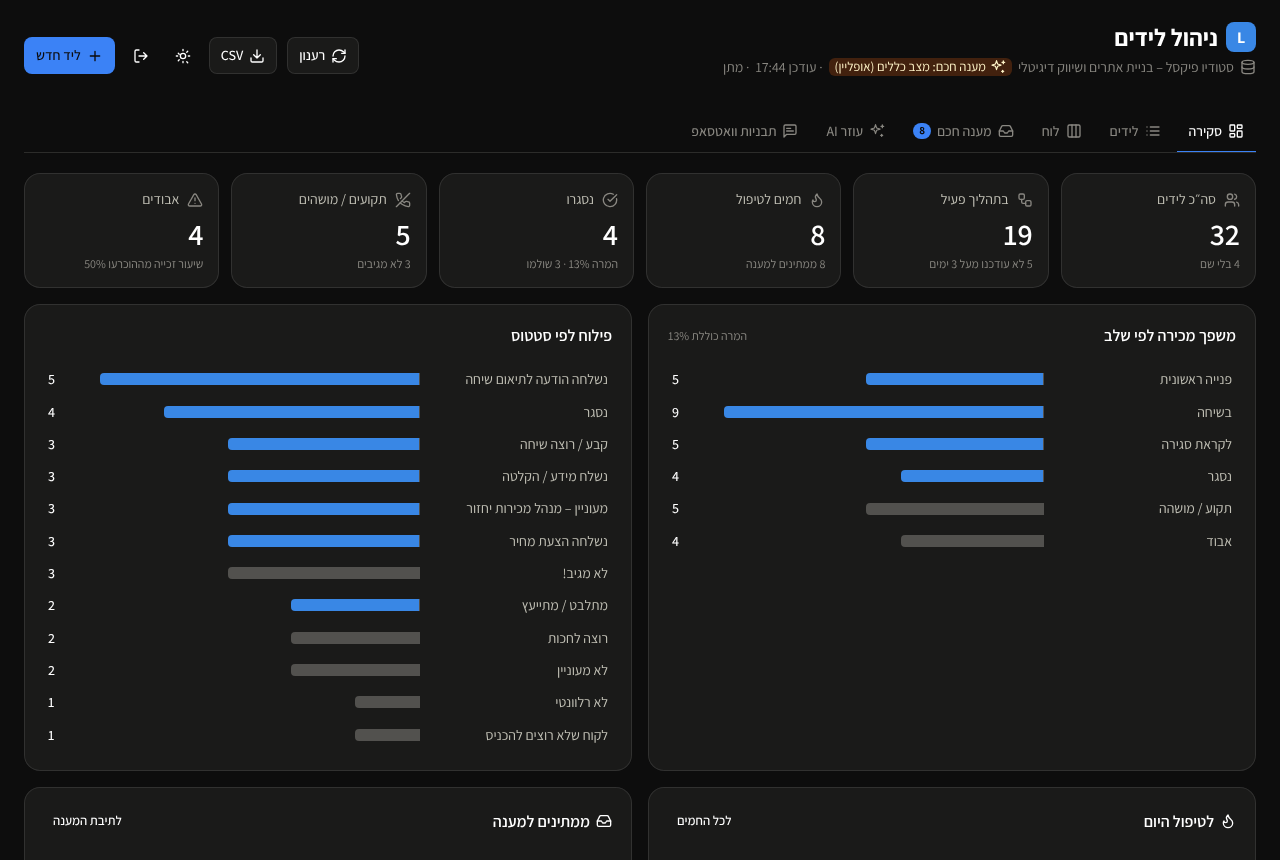 L
ניהול לידים
סטודיו פיקסל – בניית אתרים ושיווק דיגיטלי מענה חכם: מצב כללים (אופליין) · עודכן 17:44 · מתן
רענון
CSV
ליד חדש
סקירה
לידים
לוח
מענה חכם 8
עוזר AI
תבניות וואטסאפ
סה״כ לידים
32
4 בלי שם
בתהליך פעיל
19
5 לא עודכנו מעל 3 ימים
חמים לטיפול
8
8 ממתינים למענה
נסגרו
4
המרה 13% · 3 שולמו
תקועים / מושהים
5
3 לא מגיבים
אבודים
4
שיעור זכייה מההוכרעו 50%
משפך מכירה לפי שלב
המרה כוללת 13%
פנייה ראשונית 5
בשיחה 9
לקראת סגירה 5
נסגר 4
תקוע / מושהה 5
אבוד 4
פילוח לפי סטטוס
נשלחה הודעה לתיאום שיחה 5
נסגר 4
קבע / רוצה שיחה 3
נשלח מידע / הקלטה 3
מעוניין – מנהל מכירות יחזור 3
נשלחה הצעת מחיר 3
לא מגיב! 3
מתלבט / מתייעץ 2
רוצה לחכות 2
לא מעוניין 2
לא רלוונטי 1
לקוח שלא רוצים להכניס 1
לטיפול היום
לכל החמים
ממתינים למענה
לתיבת המענה